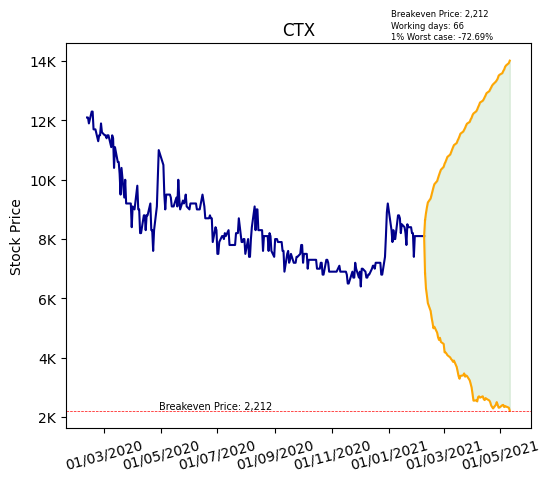 Breakeven Price: 2,212
Working days: 66
1% Worst case: -72.69%
CTX
Stock Price
14K
12K
10K
8K
6K
4K
2K
Breakeven Price: 2,212
01/03/2020
01/05/2020
01/07/2020
01/09/2020
01/11/2020
01/01/2021
01/03/2021
01/05/2021